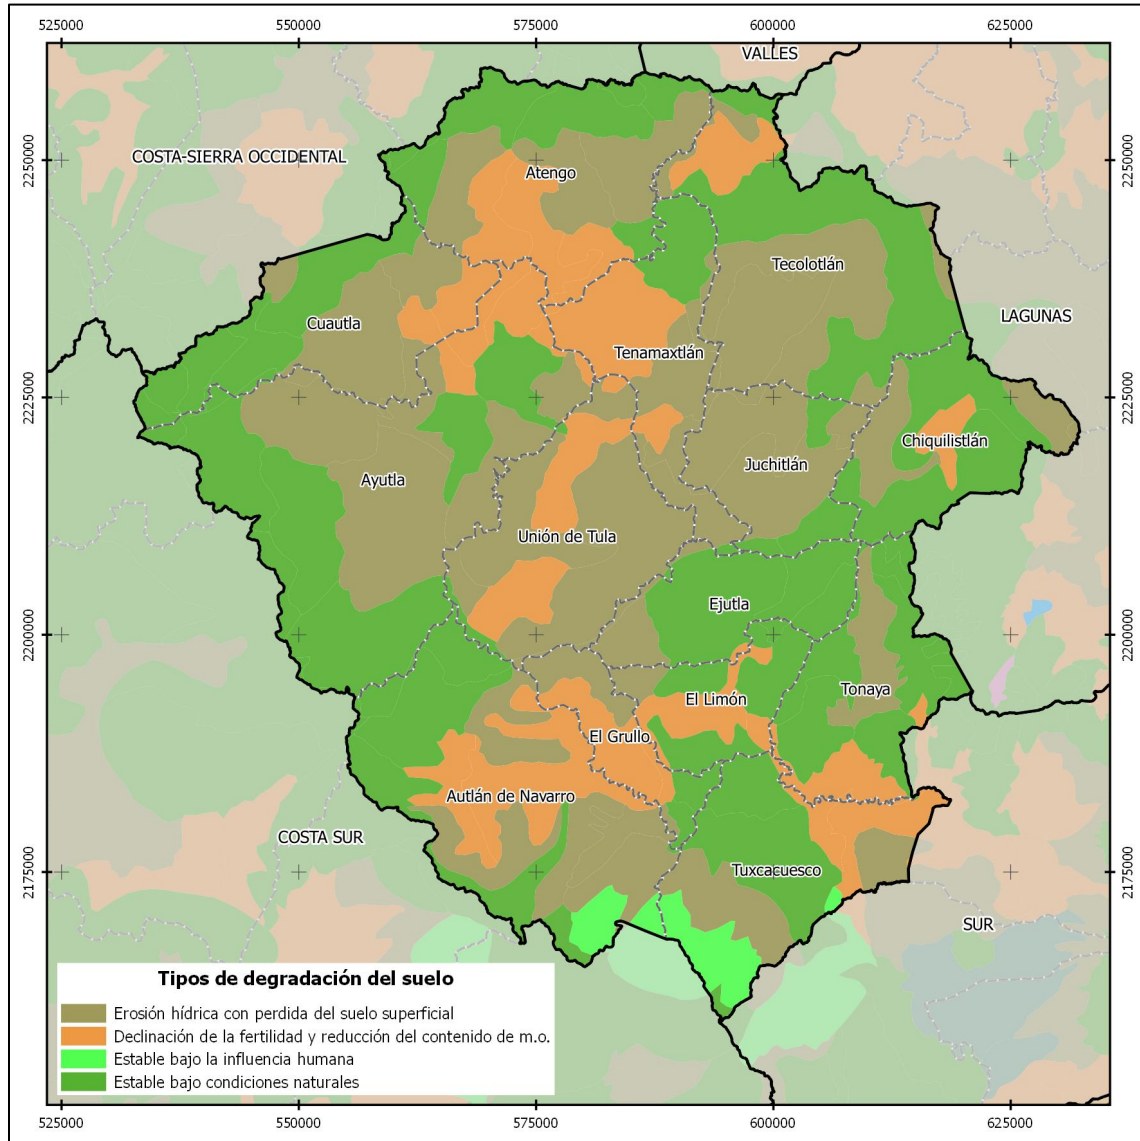 525000 550000 575000 600000 625000
VALLES
COSTA-SIERRA OCCIDENTAL
2250000 2250000
Atengo
Tecolotlán
LAGUNAS
Cuautla
Tenamaxtlán
2225000 2225000
Chiquilistlán
Juchitlán
Ayutla
Unión de Tula
Ejutla
2200000 2200000
Tonaya
El Limón
El Grullo
Autlán de Navarro
COSTA SUR
2175000 2175000
Tuxcacuesco
SUR
Tipos de degradación del suelo
Erosión hídrica con perdida del suelo superficial
Declinación de la fertilidad y reducción del contenido de m.o.
Estable bajo la influencia humana
Estable bajo condiciones naturales
525000 550000 575000 600000 625000